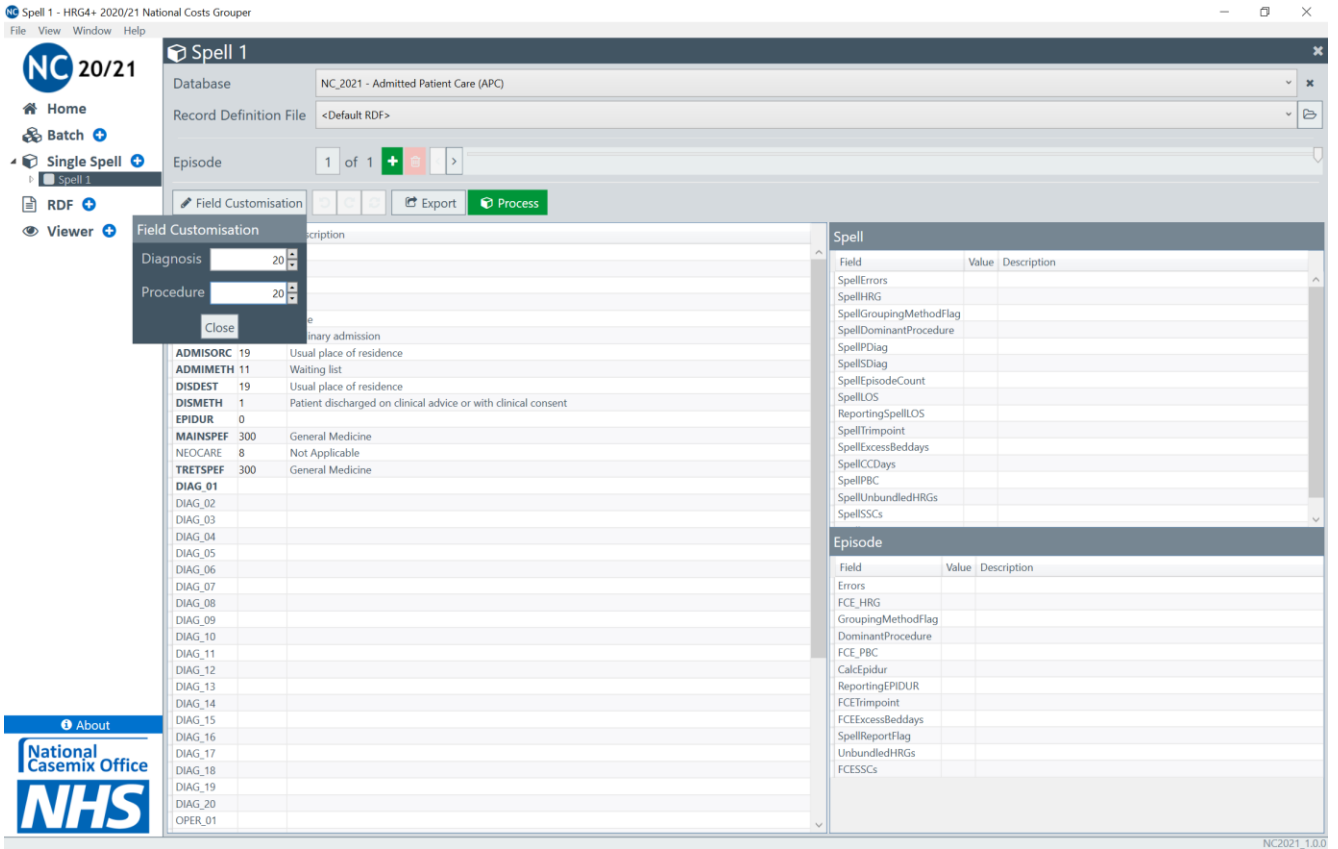 Spell 1 - HRG4+ 2020/21 National Costs Grouper
File View Window Help
NC 20/21
Home
Batch
Single Spell
Spell 1
RDF
Viewer
Spell 1
Database NC_2021 - Admitted Patient Care (APC)
Record Definition File <Default RDF>
Episode 1 of 1
Field Customisation Export Process
Field Customisation
Diagnosis 20
Procedure 20
Close
scription
inary admission
ADMISORC 19 Usual place of residence
ADMIMETH 11 Waiting list
DISDEST 19 Usual place of residence
DISMETH 1 Patient discharged on clinical advice or with clinical consent
EPIDUR 0
MAINSPEF 300 General Medicine
NEOCARE 8 Not Applicable
TRETSPEF 300 General Medicine
DIAG_01
DIAG_02
DIAG_03
DIAG_04
DIAG_05
DIAG_06
DIAG_07
DIAG_08
DIAG_09
DIAG_10
DIAG_11
DIAG_12
DIAG_13
DIAG_14
DIAG_15
DIAG_16
DIAG_17
DIAG_18
DIAG_19
DIAG_20
OPER_01
Spell
Field Value Description
SpellErrors
SpellHRG
SpellGroupingMethodFlag
SpellDominantProcedure
SpellPDiag
SpellSDiag
SpellEpisodeCount
SpellLOS
ReportingSpellLOS
SpellTrimpoint
SpellExcessBeddays
SpellCCDays
SpellPBC
SpellUnbundledHRGs
SpellSSCs
Episode
Field Value Description
Errors
FCE_HRG
GroupingMethodFlag
DominantProcedure
FCE_PBC
CalcEpidur
ReportingEPIDUR
FCETrimpoint
FCEExcessBeddays
SpellReportFlag
UnbundledHRGs
FCESSCs
About
National
Casemix Office
NHS
NC2021_1.0.0